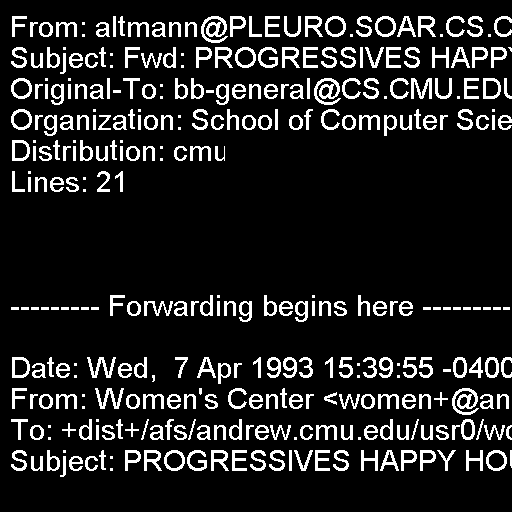 From: altmann@PLEURO.SOAR.CS.C
Subject: Fwd: PROGRESSIVES HAPPY
Original-To: bb-general@CS.CMU.EDU
Organization: School of Computer Scie
Distribution: cmu
Lines: 21
--------- Forwarding begins here ---------
Date: Wed,  7 Apr 1993 15:39:55 -0400
From: Women's Center <women+@an
To: +dist+/afs/andrew.cmu.edu/usr0/wo
Subject: PROGRESSIVES HAPPY HOU